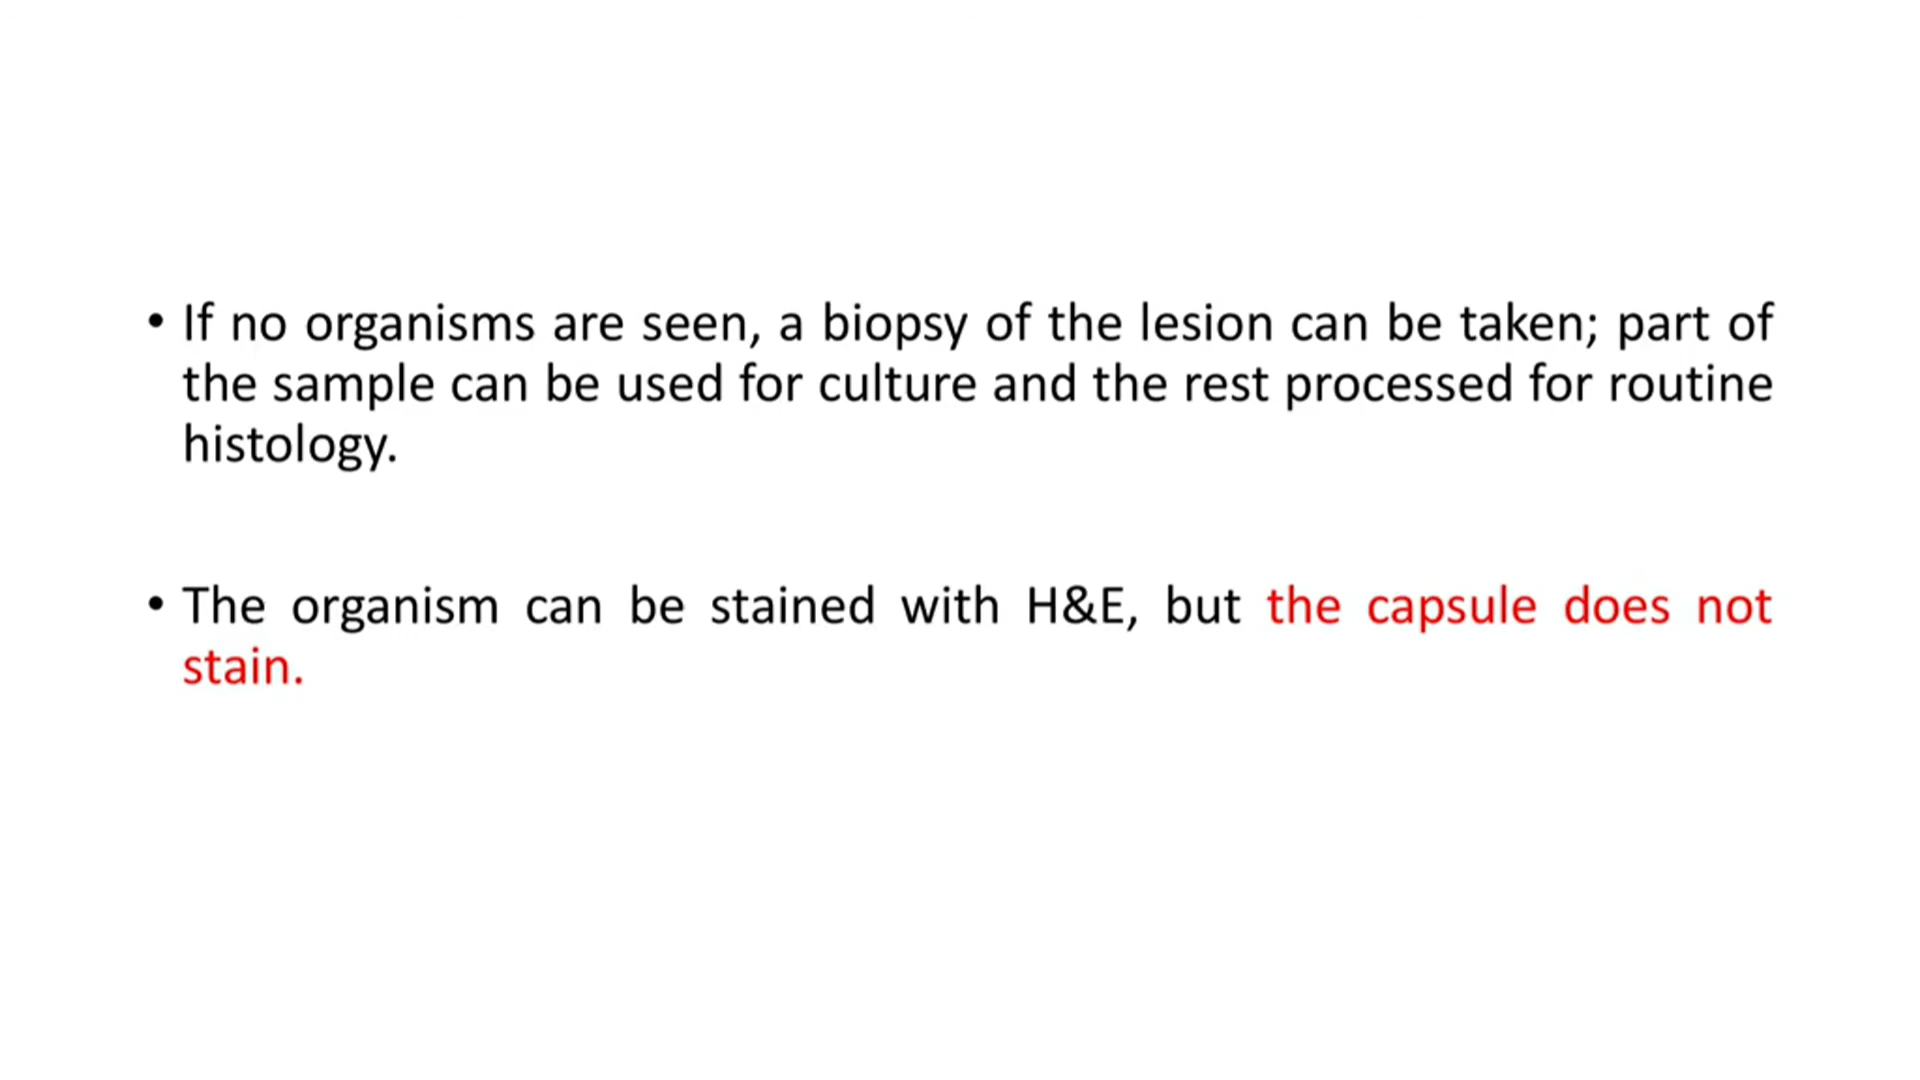 • If no organisms are seen, a biopsy of the lesion can be taken; part of
the sample can be used for culture and the rest processed for routine
histology.
• The organism can be stained with H&E, but the capsule does not
stain.